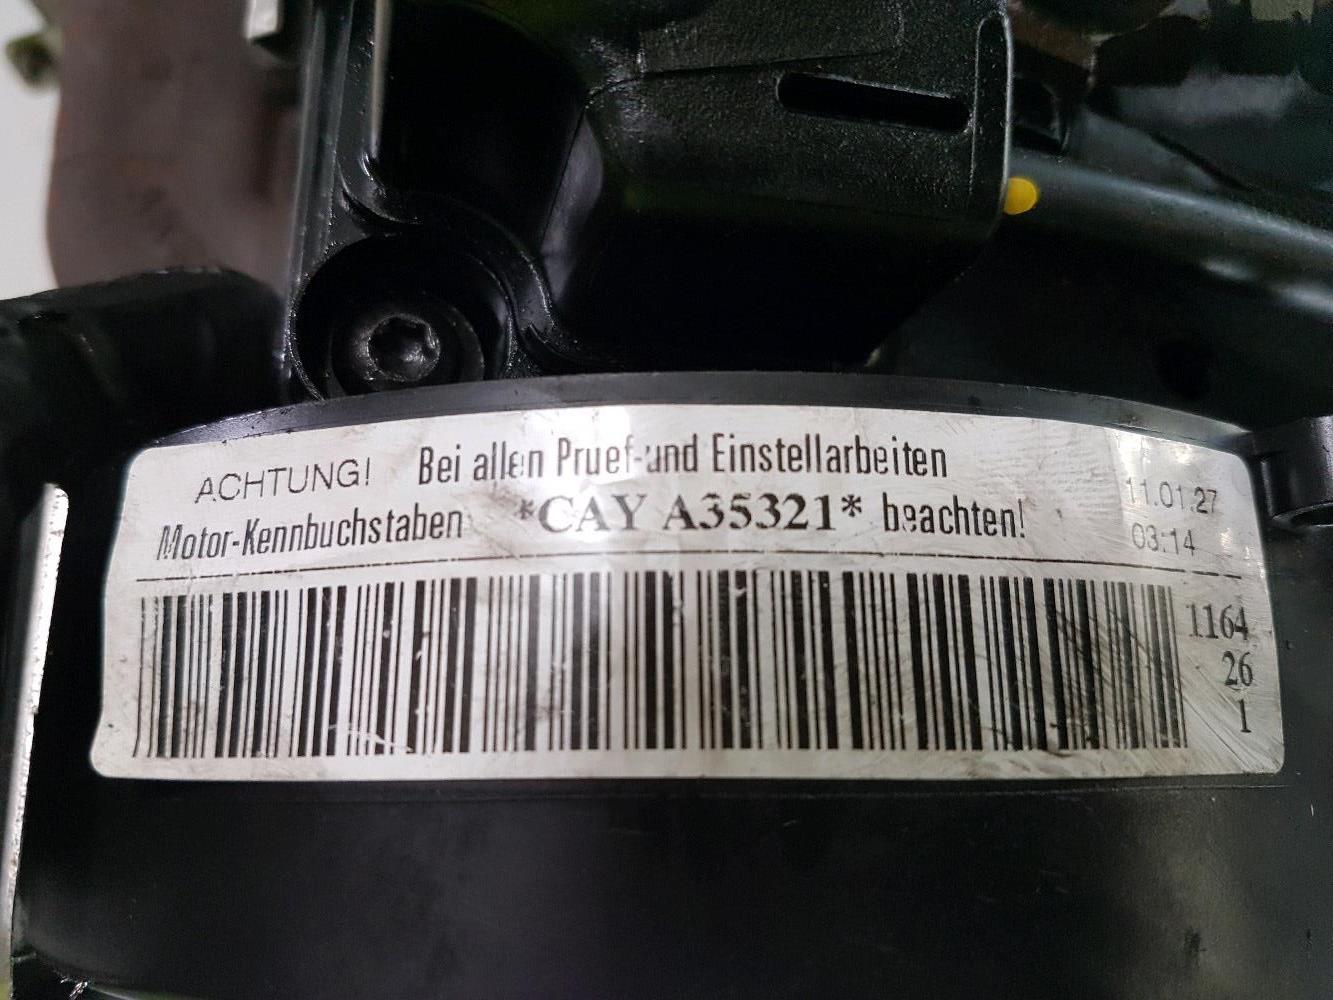 ACHTUNG! Bei allen Pruef-und Einstellarbeiten
Motor-Kennbuchstaben *CAY A35321* beachten!
11.01.27
03:14
1164
26
1